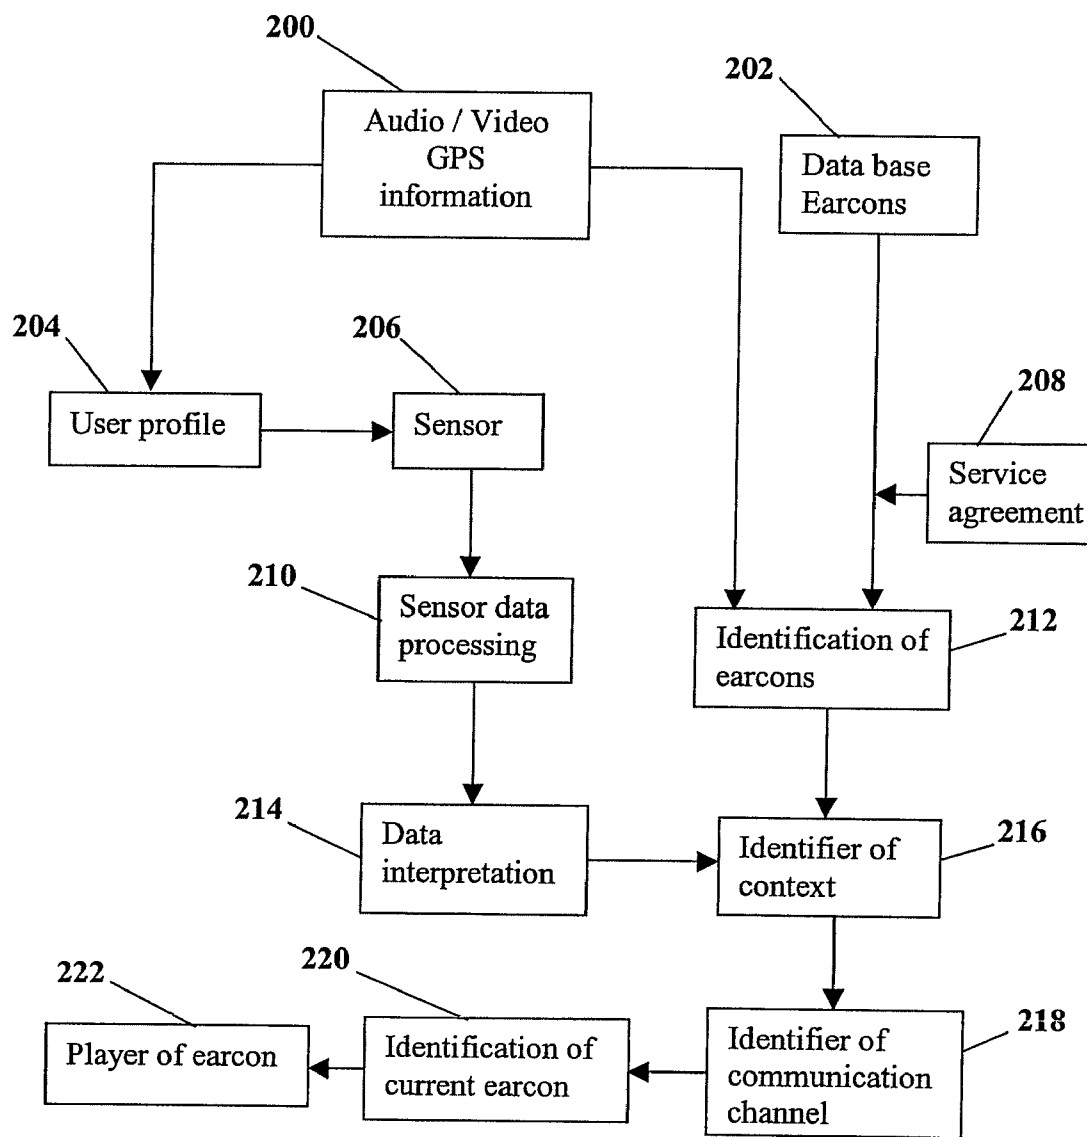 200
Audio / Video
GPS
information
202
Data base
Earcons
204
User profile
206
Sensor
208
Service
agreement
210
Sensor data
processing
212
Identification of
earcons
214
Data
interpretation
216
Identifier of
context
218
Identifier of
communication
channel
220
Identification of
current earcon
222
Player of earcon